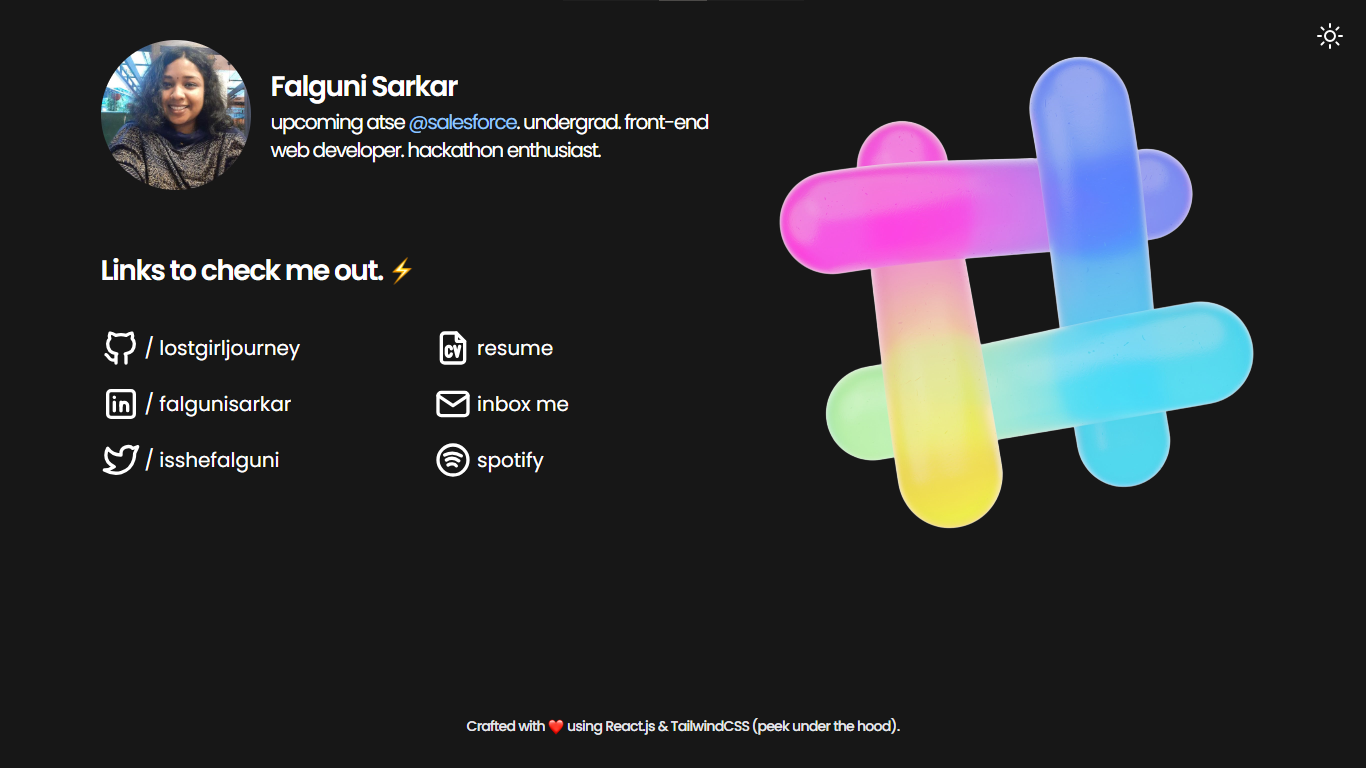 Falguni Sarkar
upcoming atse @salesforce. undergrad. front-end
web developer. hackathon enthusiast.
Links to check me out. ⚡
/ lostgirljourney
CV resume
in / falgunisarkar
inbox me
/ isshefalguni
spotify
Crafted with ❤️ using React.js & TailwindCSS (peek under the hood).